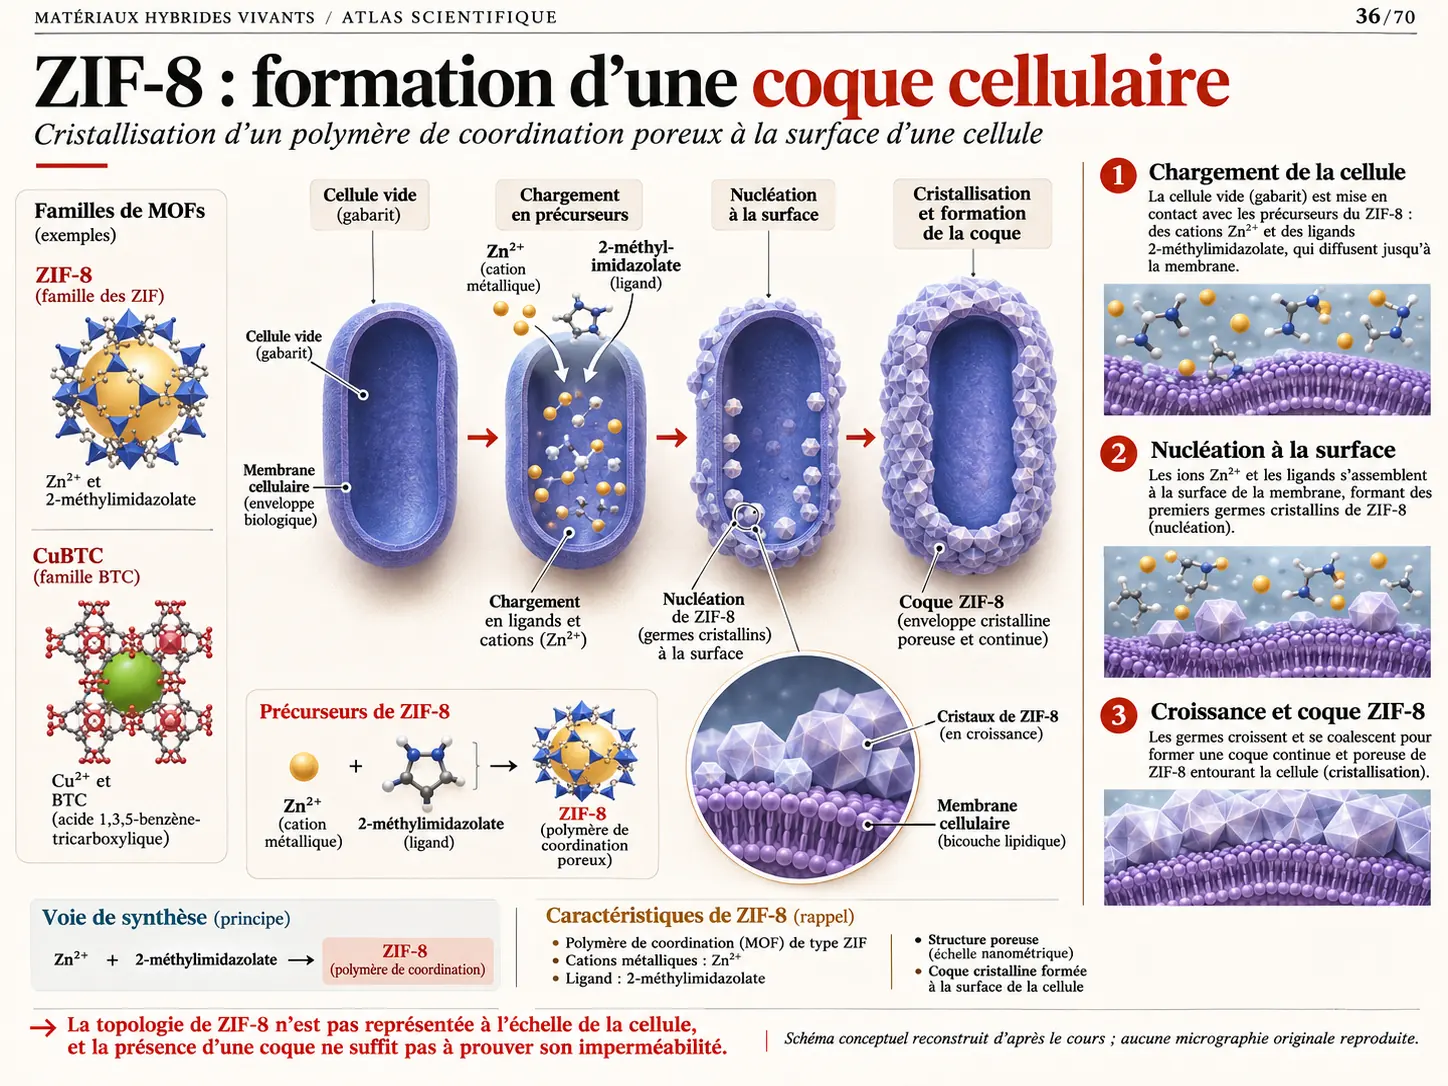 MATÉRIAUX HYBRIDES VIVANTS / ATLAS SCIENTIFIQUE
36/70
ZIF-8 : formation d'une coque cellulaire
Cristallisation d'un polymère de coordination poreux à la surface d'une cellule
Familles de MOFs
(exemples)
ZIF-8
(famille des ZIF)
Zn²⁺ et
2-méthylimidazolate
CuBTC
(famille BTC)
Cu²⁺ et
BTC
(acide 1,3,5-benzène-
tricarboxylique)
Cellule vide
(gabarit)
Chargement
en précurseurs
Nucléation
à la surface
Cristallisation
et formation
de la coque
Zn²⁺
(cation
métallique)
2-méthyl-
imidazolate
(ligand)
Cellule vide
(gabarit)
Membrane
cellulaire
(enveloppe
biologique)
Chargement
en ligands et
cations (Zn²⁺)
Nucléation
de ZIF-8
(germes cristallins)
à la surface
Coque ZIF-8
(enveloppe cristalline
poreuse et continue)
Précurseurs de ZIF-8
+
Zn²⁺
(cation
métallique)
2-méthylimidazolate
(ligand)
ZIF-8
(polymère de
coordination
poreux)
Cristaux de ZIF-8
(en croissance)
Membrane
cellulaire
(bicouche lipidique)
1 Chargement de la cellule
La cellule vide (gabarit) est mise en
contact avec les précurseurs du ZIF-8 :
des cations Zn²⁺ et des ligands
2-méthylimidazolate, qui diffusent jusqu'à
la membrane.
2 Nucléation à la surface
Les ions Zn²⁺ et les ligands s'assemblent
à la surface de la membrane, formant des
premiers germes cristallins de ZIF-8
(nucléation).
3 Croissance et coque ZIF-8
Les germes croissent et se coalescent pour
former une coque continue et poreuse de
ZIF-8 entourant la cellule (cristallisation).
Voie de synthèse (principe)
Zn²⁺ + 2-méthylimidazolate → ZIF-8
(polymère de coordination)
Caractéristiques de ZIF-8 (rappel)
• Polymère de coordination (MOF) de type ZIF
• Cations métalliques : Zn²⁺
• Ligand : 2-méthylimidazolate
• Structure poreuse
(échelle nanométrique)
• Coque cristalline formée
à la surface de la cellule
→ La topologie de ZIF-8 n'est pas représentée à l'échelle de la cellule,
et la présence d'une coque ne suffit pas à prouver son imperméabilité.
Schéma conceptuel reconstruit d'après le cours ; aucune micrographie originale reproduite.